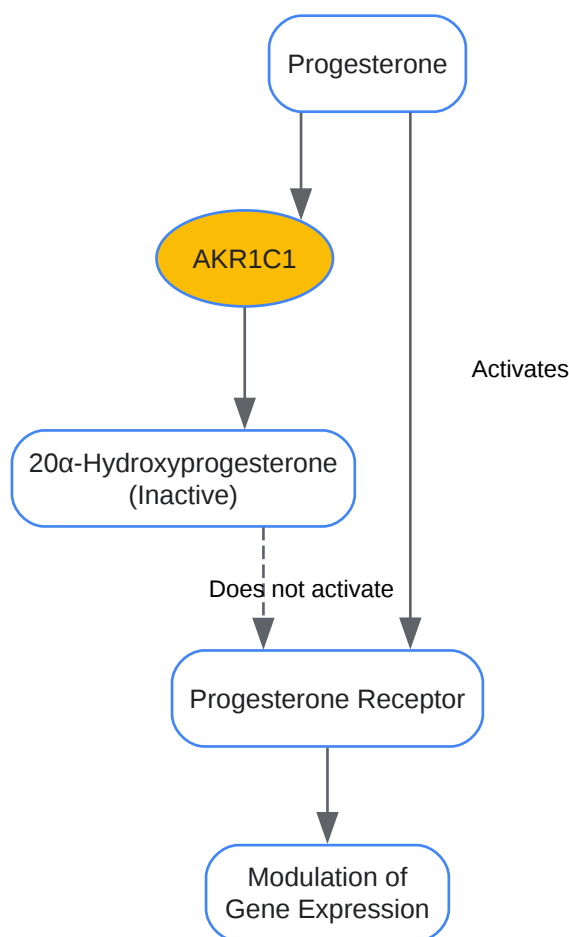 Progesterone
AKR1C1
Activates
20α-Hydroxyprogesterone
(Inactive)
Does not activate
Progesterone Receptor
Modulation of
Gene Expression